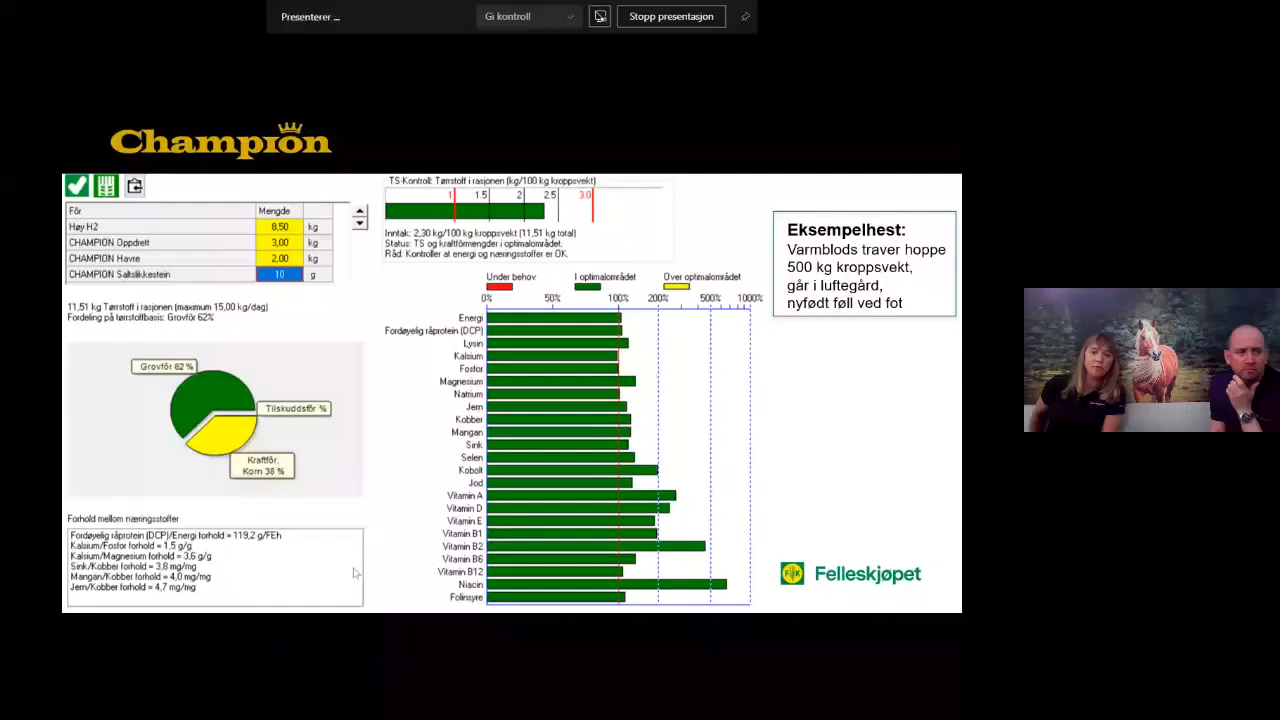 Presenterer ...
Gi kontroll
Stopp presentasjon
Champion
TS-Kontroll: Tørrstoff i rasjonen (kg/100 kg kroppsvekt)
1 1.5 2 2.5 3.0
Fôr Mengde
Høy H2 8,50 kg
CHAMPION Oppdrett 3,00 kg
CHAMPION Havre 2,00 kg
CHAMPION Saltslikkestein 10 g
Inntak: 2,30 kg/100 kg kroppsvekt (11,51 kg total)
Status: TS og kraftfôrmengder i optimalområdet.
Råd: Kontroller at energi og næringsstoffer er OK.
Eksempelhest:
Varmblods traver hoppe
500 kg kroppsvekt,
går i luftegård,
nyfødt føll ved fot
11,51 kg Tørrstoff i rasjonen (maximum 15,00 kg/dag)
Fordeling på tørrstoffbasis: Grovfôr 62%
Grovfôr 62 %
Tilskuddsfôr %
Kraftfôr,
Korn 38 %
Under behov I optimalområdet Over optimalområdet
0% 50% 100% 200% 500% 1000%
Energi
Fordøyelig råprotein (DCP)
Lysin
Kalsium
Fosfor
Magnesium
Natrium
Jern
Kobber
Mangan
Sink
Selen
Kobolt
Jod
Vitamin A
Vitamin D
Vitamin E
Vitamin B1
Vitamin B2
Vitamin B6
Vitamin B12
Niacin
Folinsyre
Forhold mellom næringsstoffer
Fordøyelig råprotein (DCP)/Energi forhold = 119,2 g/FEh
Kalsium/Fosfor forhold = 1,5 g/g
Kalsium/Magnesium forhold = 3,6 g/g
Sink/Kobber forhold = 3,8 mg/mg
Mangan/Kobber forhold = 4,0 mg/mg
Jern/Kobber forhold = 4,7 mg/mg
Felleskjøpet